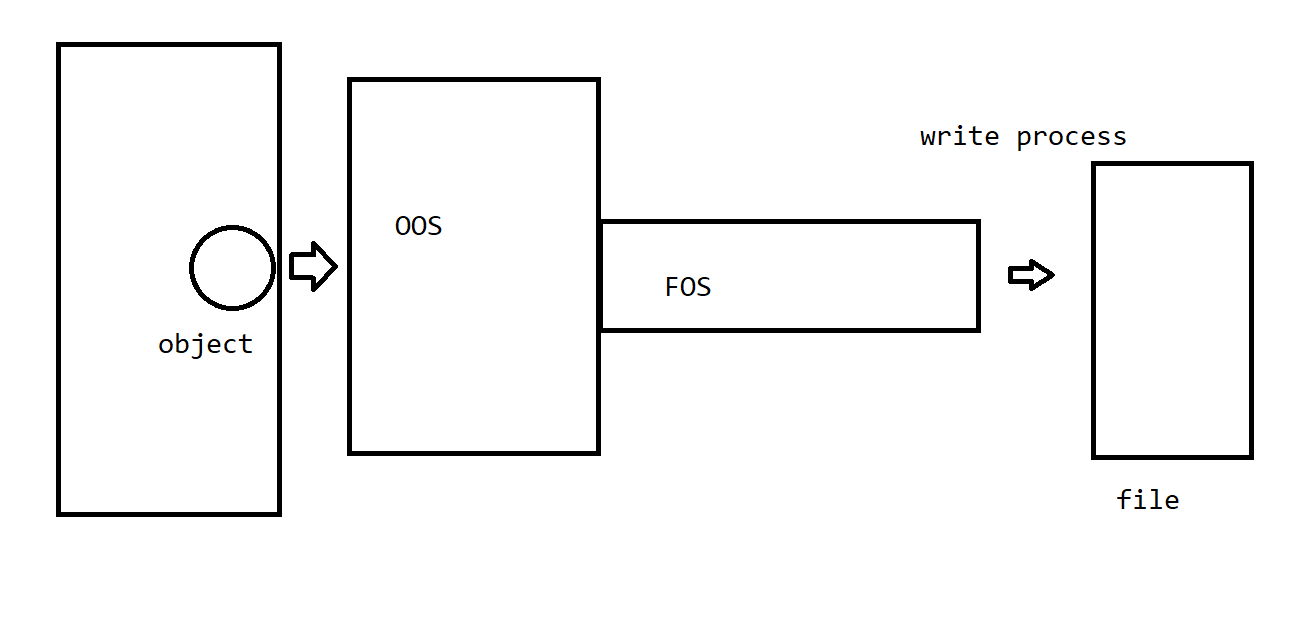 write process
OOS
FOS
object
file